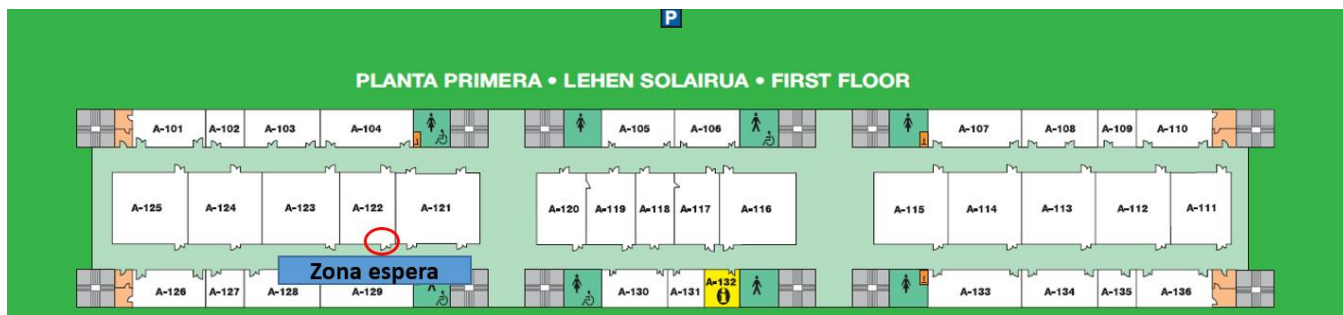 P
PLANTA PRIMERA • LEHEN SOLAIRUA • FIRST FLOOR
A-101 A-102 A-103 A-104 A-105 A-106 A-107 A-108 A-109 A-110
A-125 A-124 A-123 A-122 A-121 A-120 A-119 A-118 A-117 A-116 A-115 A-114 A-113 A-112 A-111
Zona espera
A-126 A-127 A-128 A-129 A-130 A-131 A-132 A-133 A-134 A-135 A-136